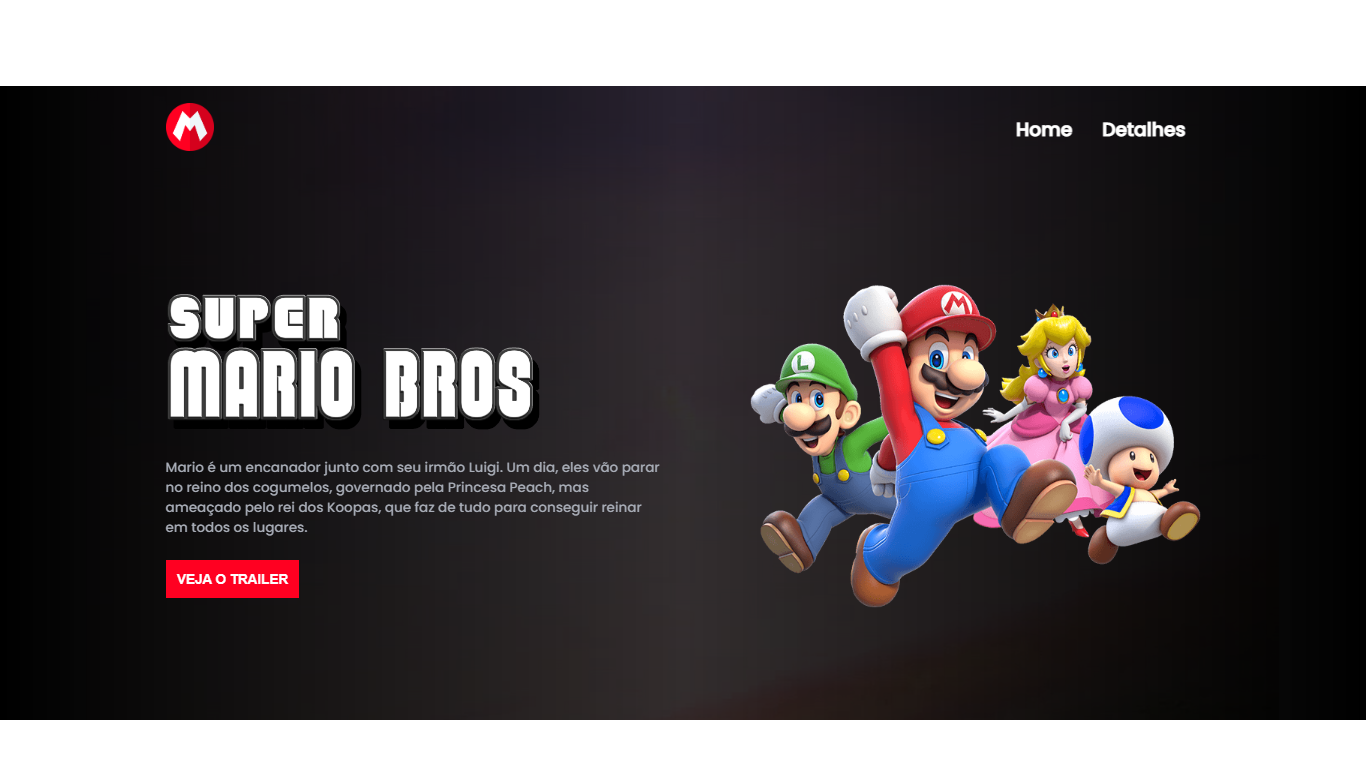 M
Home Detalhes
SUPER
MARIO BROS
M
L
Mario é um encanador junto com seu irmão Luigi. Um dia, eles vão parar
no reino dos cogumelos, governado pela Princesa Peach, mas
ameaçado pelo rei dos Koopas, que faz de tudo para conseguir reinar
em todos os lugares.
VEJA O TRAILER